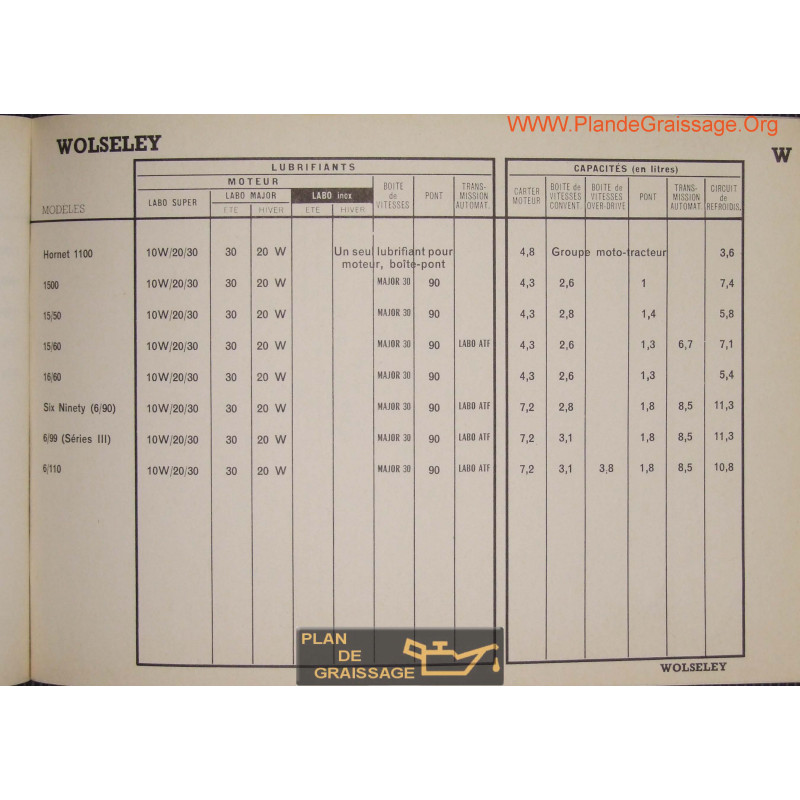 WWW.PlandeGraissage.Org
WOLSELEY
W
LUBRIFIANTS
CAPACITÉS (en litres)
MOTEUR
BOITE de VITESSES
PONT
TRANS-MISSION AUTOMAT.
CARTER MOTEUR
BOITE de VITESSES CONVENT.
BOITE de VITESSES OVER-DRIVE
PONT
TRANS-MISSION AUTOMAT.
CIRCUIT de REFROIDIS.
MODÈLES
LABO SUPER
LABO MAJOR
LABO inox
ÉTÉ HIVER ÉTÉ HIVER
Hornet 1100 10W/20/30 30 20 W Un seul lubrifiant pour moteur, boîte-pont 4,8 Groupe moto-tracteur 3,6
1500 10W/20/30 30 20 W MAJOR 30 90 4,3 2,6 1 7,4
15/50 10W/20/30 30 20 W MAJOR 30 90 4,3 2,8 1,4 5,8
15/60 10W/20/30 30 20 W MAJOR 30 90 LABO ATF 4,3 2,6 1,3 6,7 7,1
16/60 10W/20/30 30 20 W MAJOR 30 90 4,3 2,6 1,3 5,4
Six Ninety (6/90) 10W/20/30 30 20 W MAJOR 30 90 LABO ATF 7,2 2,8 1,8 8,5 11,3
6/99 (Séries III) 10W/20/30 30 20 W MAJOR 30 90 LABO ATF 7,2 3,1 1,8 8,5 11,3
6/110 10W/20/30 30 20 W MAJOR 30 90 LABO ATF 7,2 3,1 3,8 1,8 8,5 10,8
PLAN
DE
GRAISSAGE
WOLSELEY